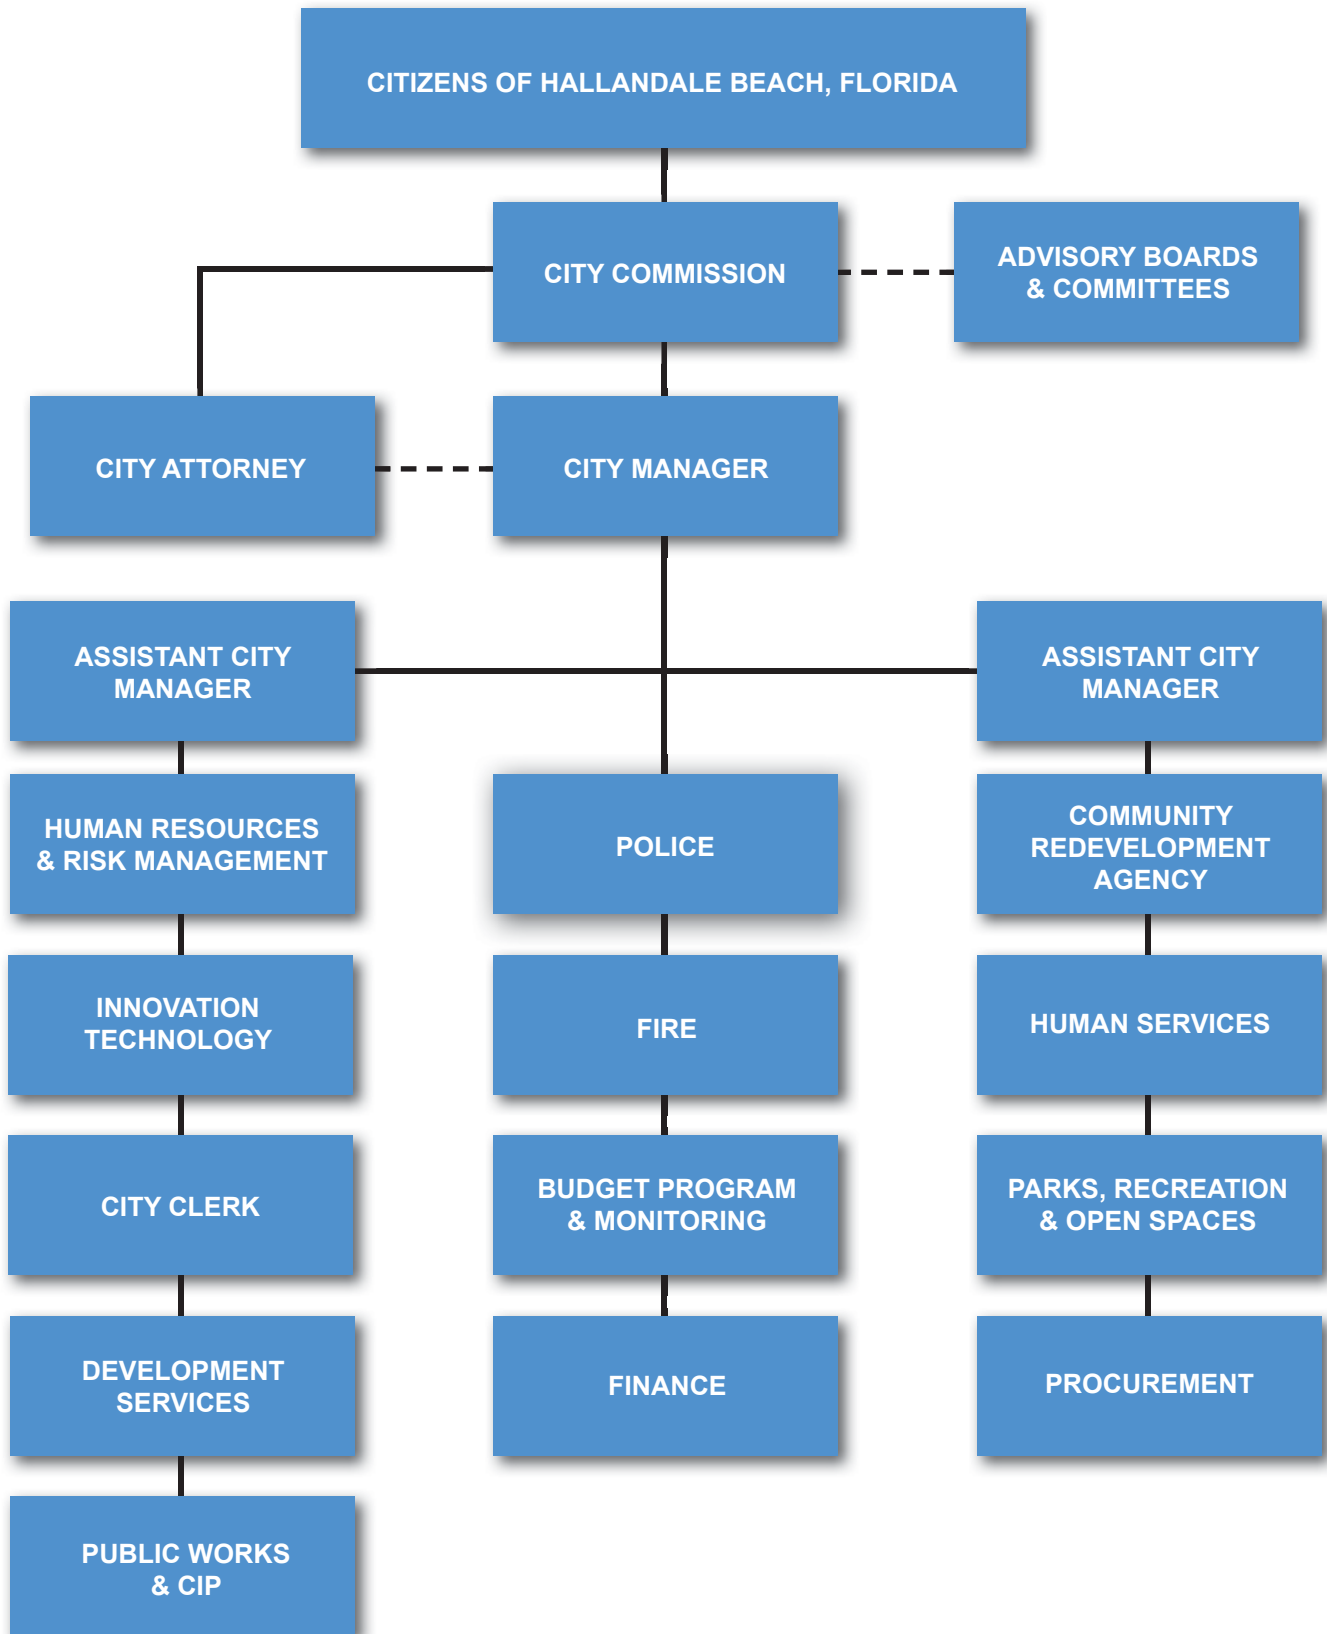 CITIZENS OF HALLANDALE BEACH, FLORIDA
CITY COMMISSION
ADVISORY BOARDS
& COMMITTEES
CITY ATTORNEY
CITY MANAGER
ASSISTANT CITY
MANAGER
ASSISTANT CITY
MANAGER
HUMAN RESOURCES
& RISK MANAGEMENT
POLICE
COMMUNITY
REDEVELOPMENT
AGENCY
INNOVATION
TECHNOLOGY
FIRE
HUMAN SERVICES
CITY CLERK
BUDGET PROGRAM
& MONITORING
PARKS, RECREATION
& OPEN SPACES
DEVELOPMENT
SERVICES
FINANCE
PROCUREMENT
PUBLIC WORKS
& CIP